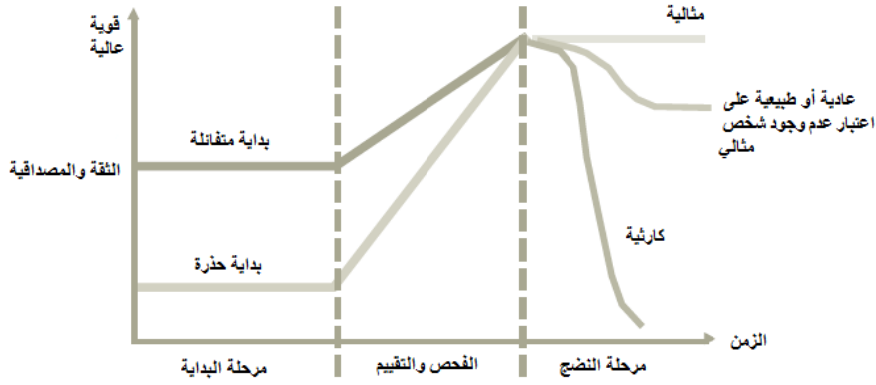 قوية
عالية
مثالية
عادية أو طبيعية على
اعتبار عدم وجود شخص
مثالي
بداية متفائلة
الثقة والمصداقية
كارثية
بداية حذرة
الزمن
مرحلة البداية
الفحص والتقييم
مرحلة النضج